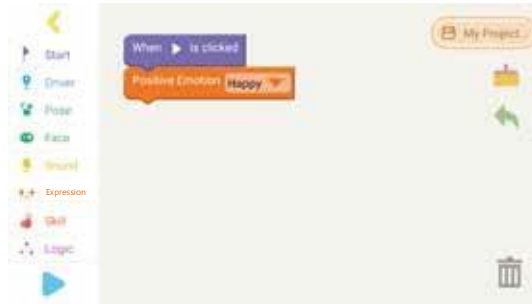 When is clicked
My Project...
Start
Positive Emotion Happy
Driver
Pose
Face
Sound
Expression
Skill
Logic